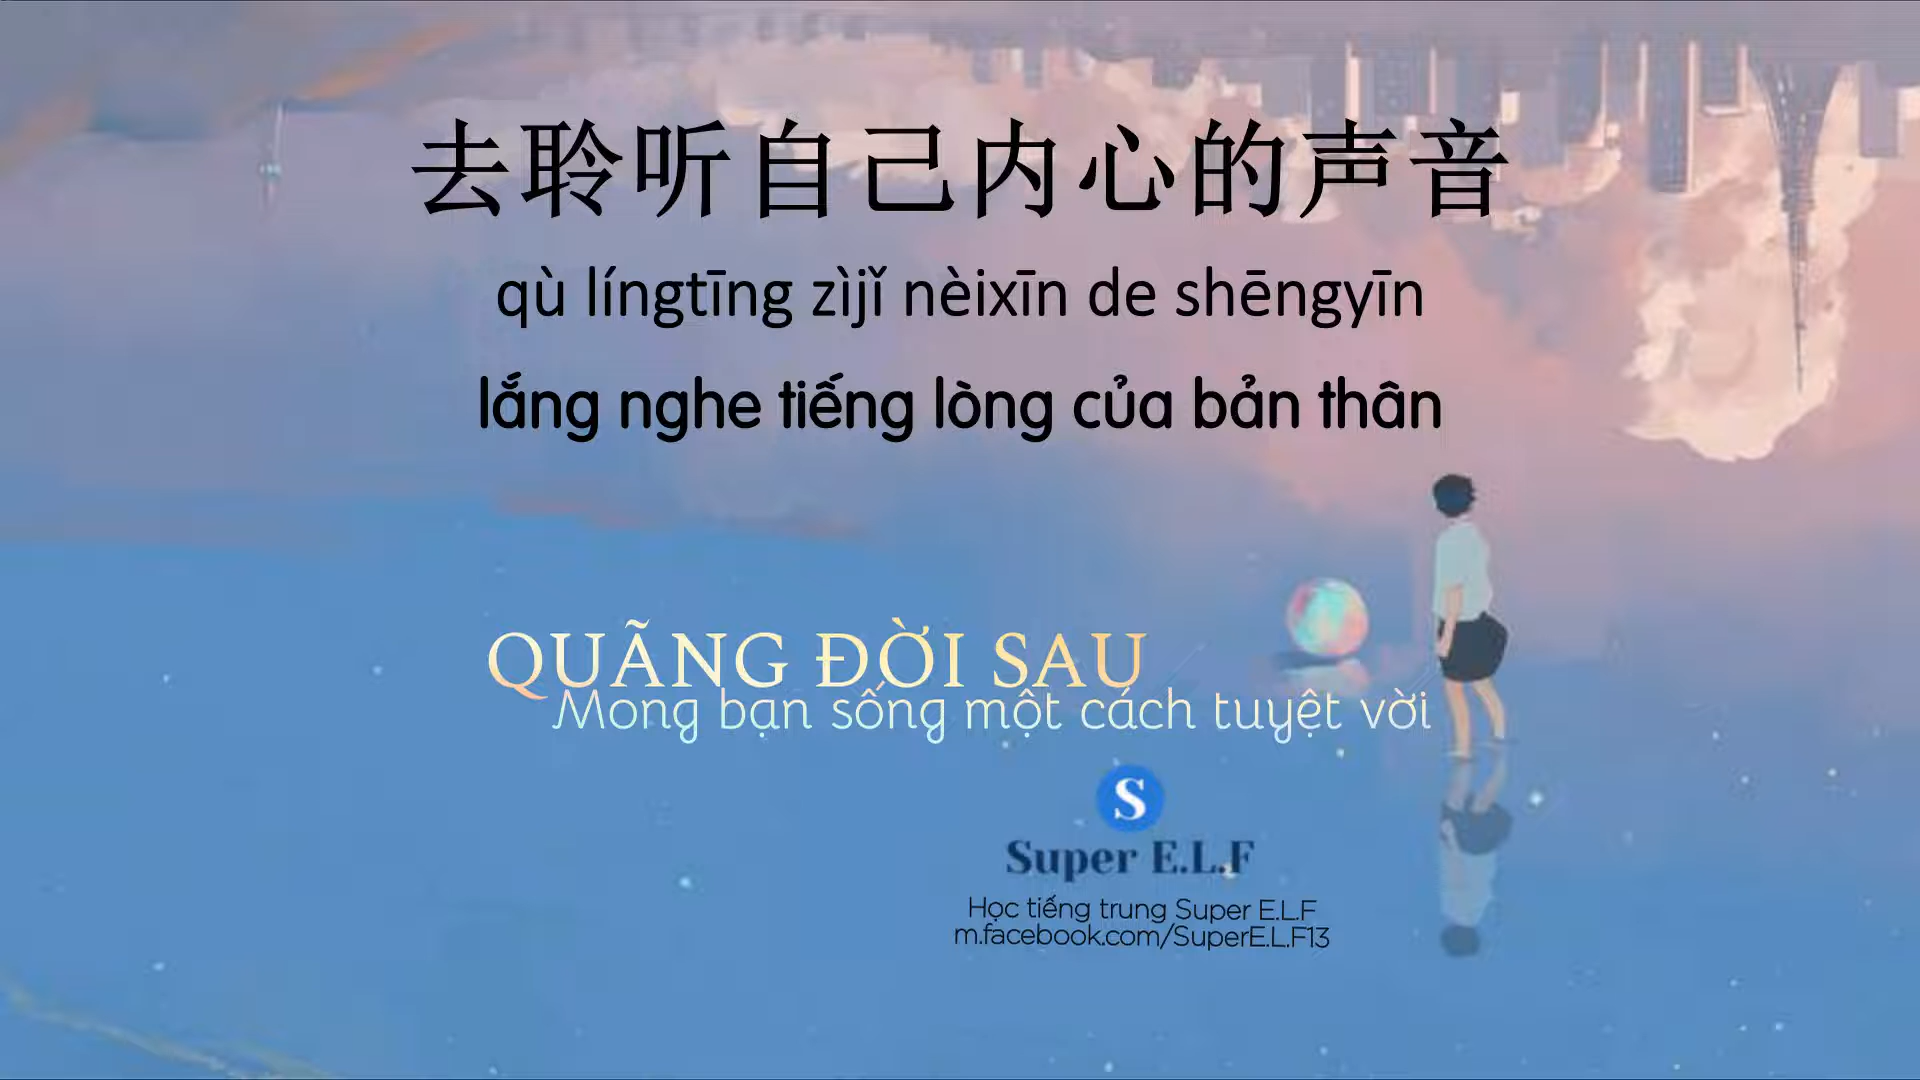 去聆听自己内心的声音
qù língtīng zìjǐ nèixīn de shēngyīn
lắng nghe tiếng lòng của bản thân
QUÃNG ĐỜI SAU
Mong bạn sống một cách tuyệt vời
S
Super E.L.F
Học tiếng trung Super E.L.F
m.facebook.com/SuperE.L.F13